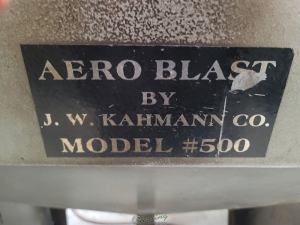 AERO BLAST
BY
J. W. KAHMANN CO.
MODEL #500